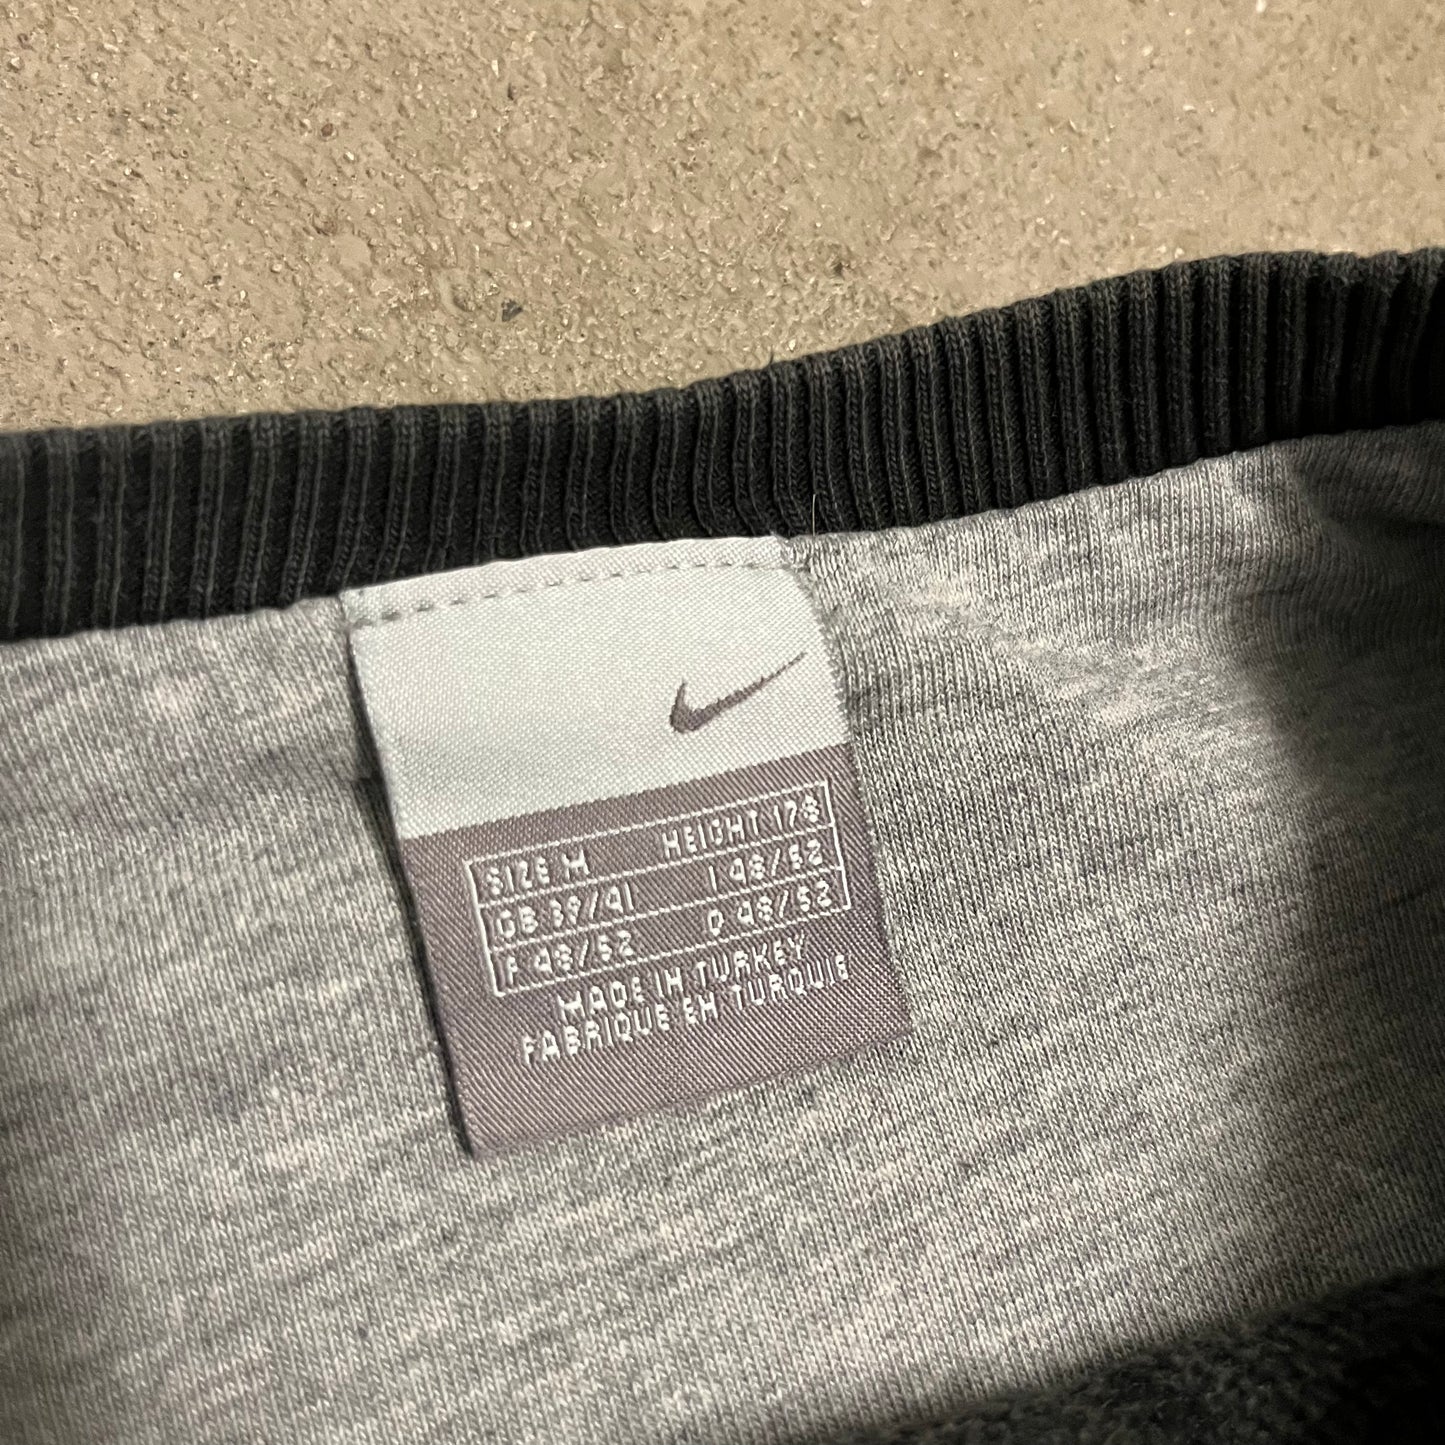 SIZE M HEIGHT 178
GB 39/41 I 48/52
F 48/52 D 48/52
MADE IN TURKEY
FABRIQUE EN TURQUIE